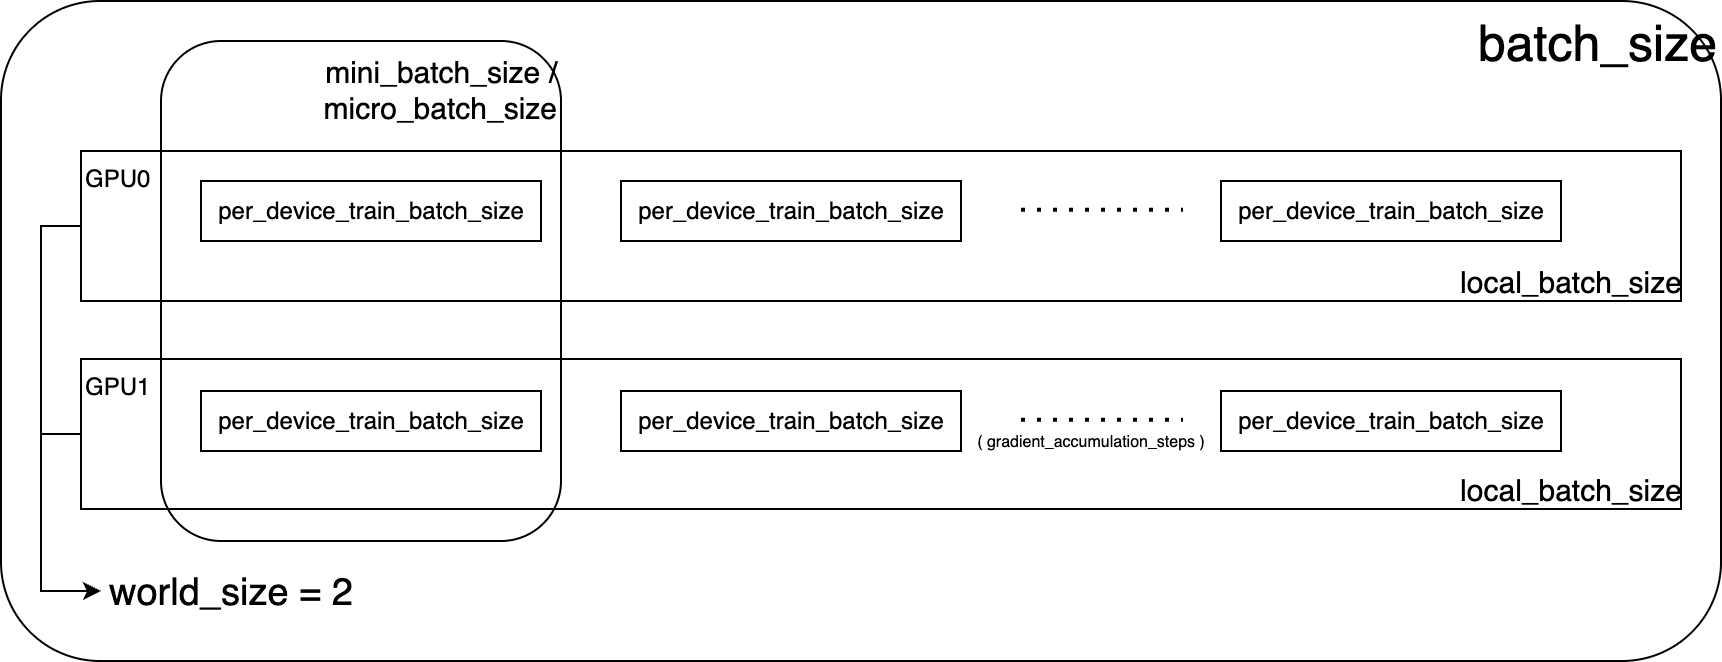 batch_size
mini_batch_size /
micro_batch_size
GPU0
per_device_train_batch_size
per_device_train_batch_size
per_device_train_batch_size
local_batch_size
GPU1
per_device_train_batch_size
per_device_train_batch_size
( gradient_accumulation_steps )
per_device_train_batch_size
local_batch_size
world_size = 2